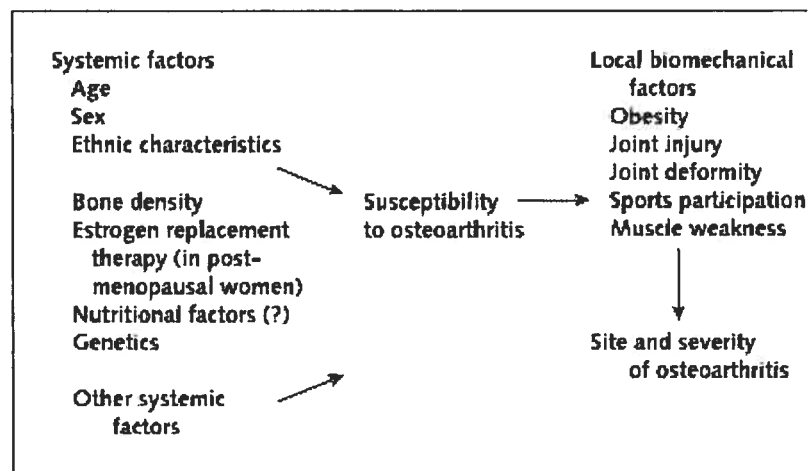 Systemic factors
Age
Sex
Ethnic characteristics
Bone density
Estrogen replacement
therapy (in post-
menopausal women)
Nutritional factors (?)
Genetics
Other systemic
factors
Susceptibility
to osteoarthritis
Local biomechanical
factors
Obesity
Joint injury
Joint deformity
Sports participation
Muscle weakness
Site and severity
of osteoarthritis